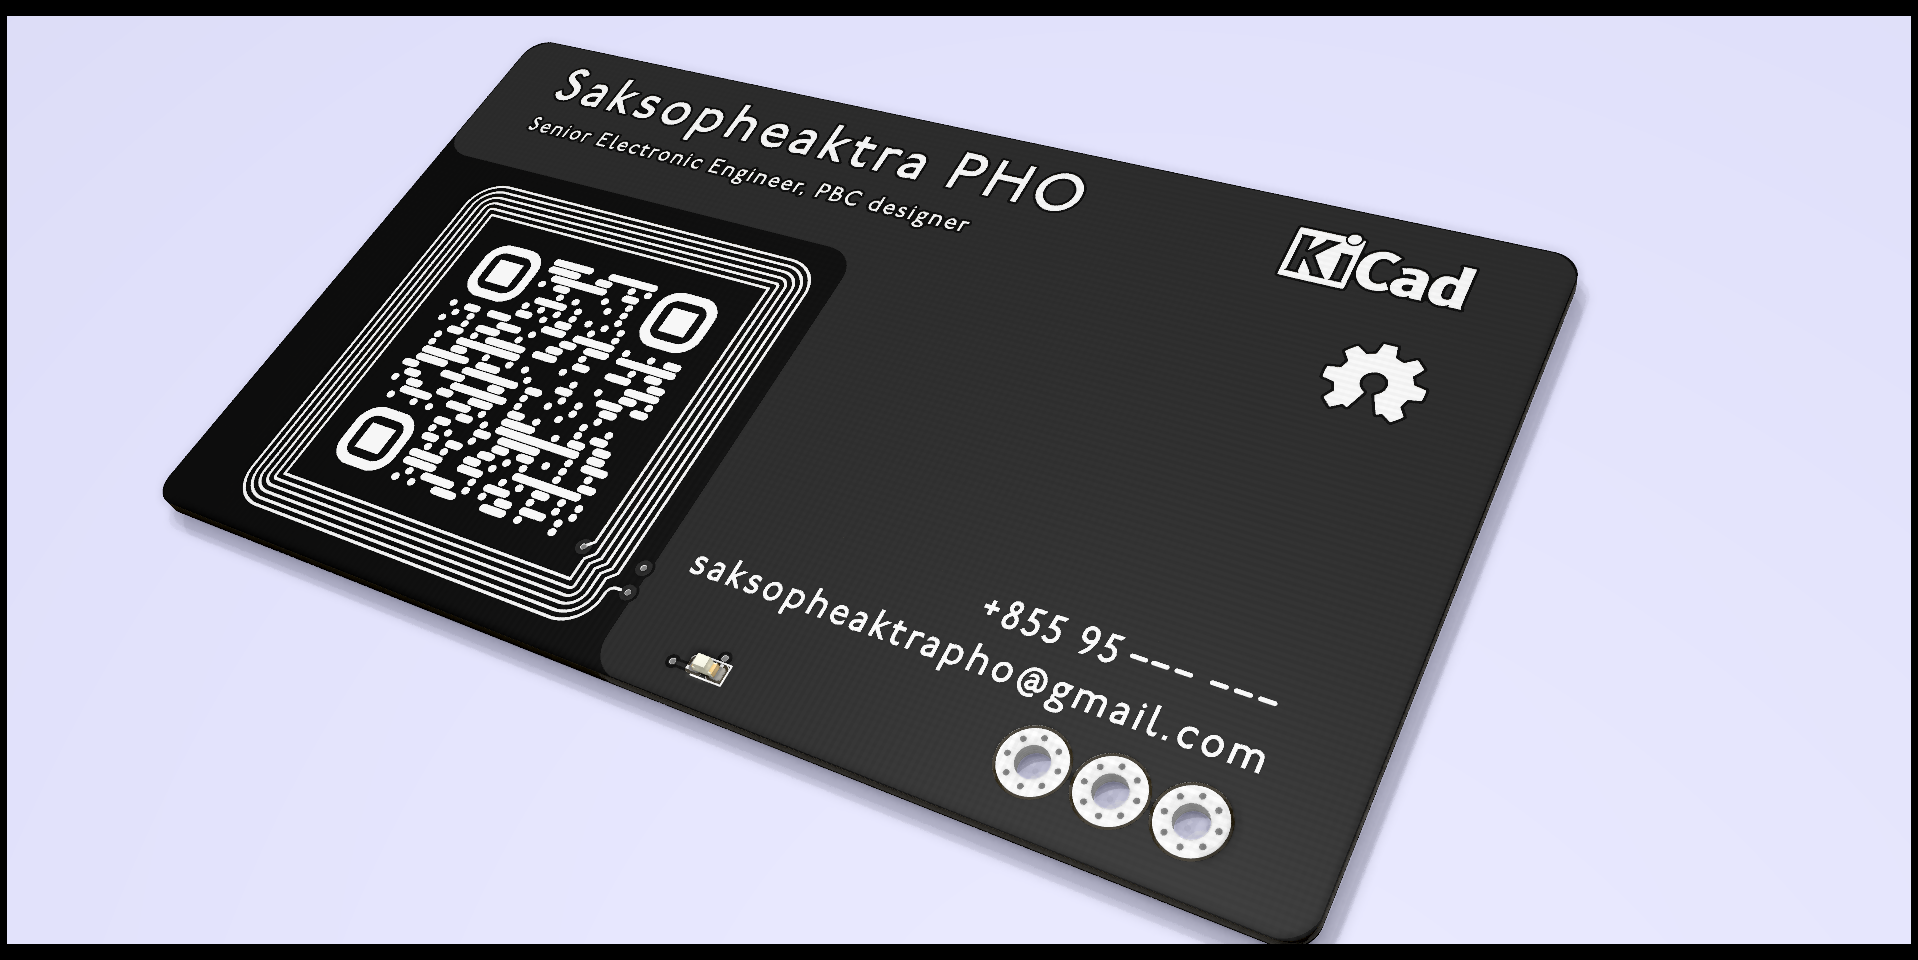 Saksopheaktra PHO
Senior Electronic Engineer, PBC designer
KiCad
+855 95--- ---
saksopheaktrapho@gmail.com